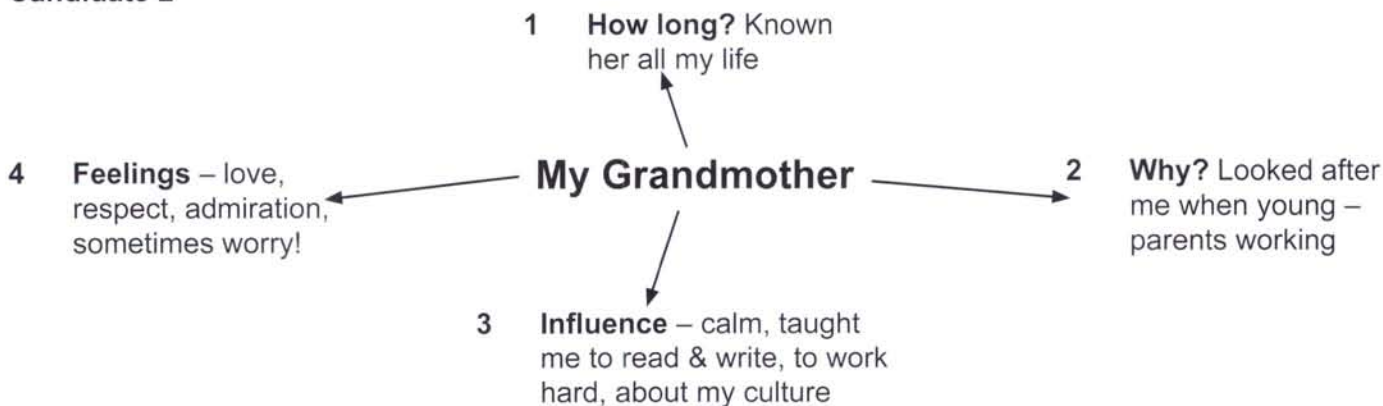 1 How long? Known
her all my life
My Grandmother
2 Why? Looked after
me when young –
parents working
3 Influence – calm, taught
me to read & write, to work
hard, about my culture
4 Feelings – love,
respect, admiration,
sometimes worry!